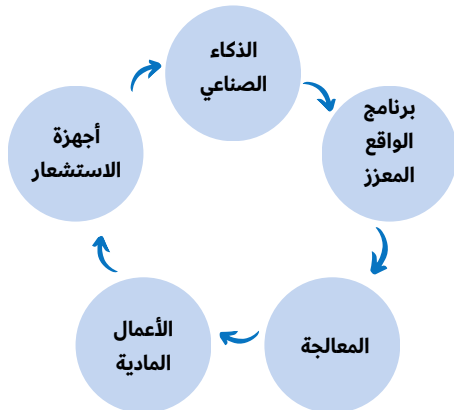 الذكاء
الصناعي
برنامج
الواقع
المعزز
المعالجة
الأعمال
المادية
أجهزة
الاستشعار